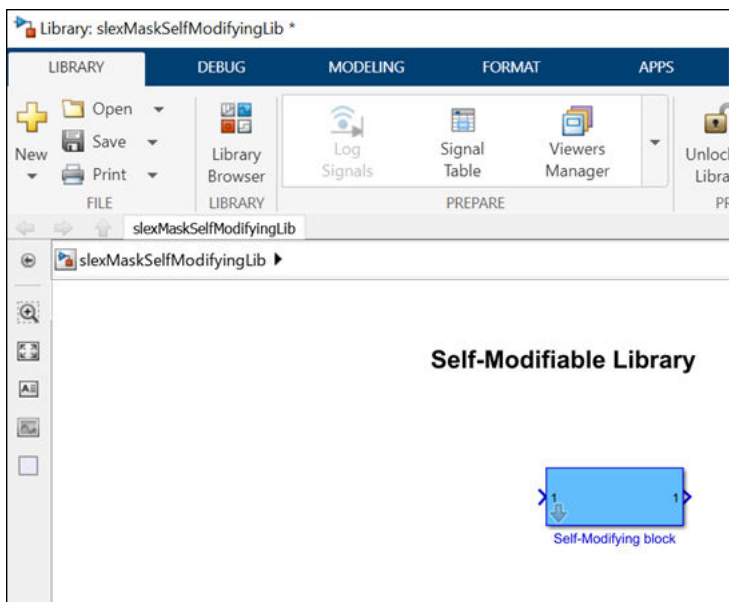 Library: slexMaskSelfModifyingLib *
LIBRARY DEBUG MODELING FORMAT APPS
New
Open
Save
Print
FILE
Library
Browser
LIBRARY
Log
Signals
Signal
Table
Viewers
Manager
PREPARE
slexMaskSelfModifyingLib
slexMaskSelfModifyingLib
Self-Modifiable Library
1 1
Self-Modifying block